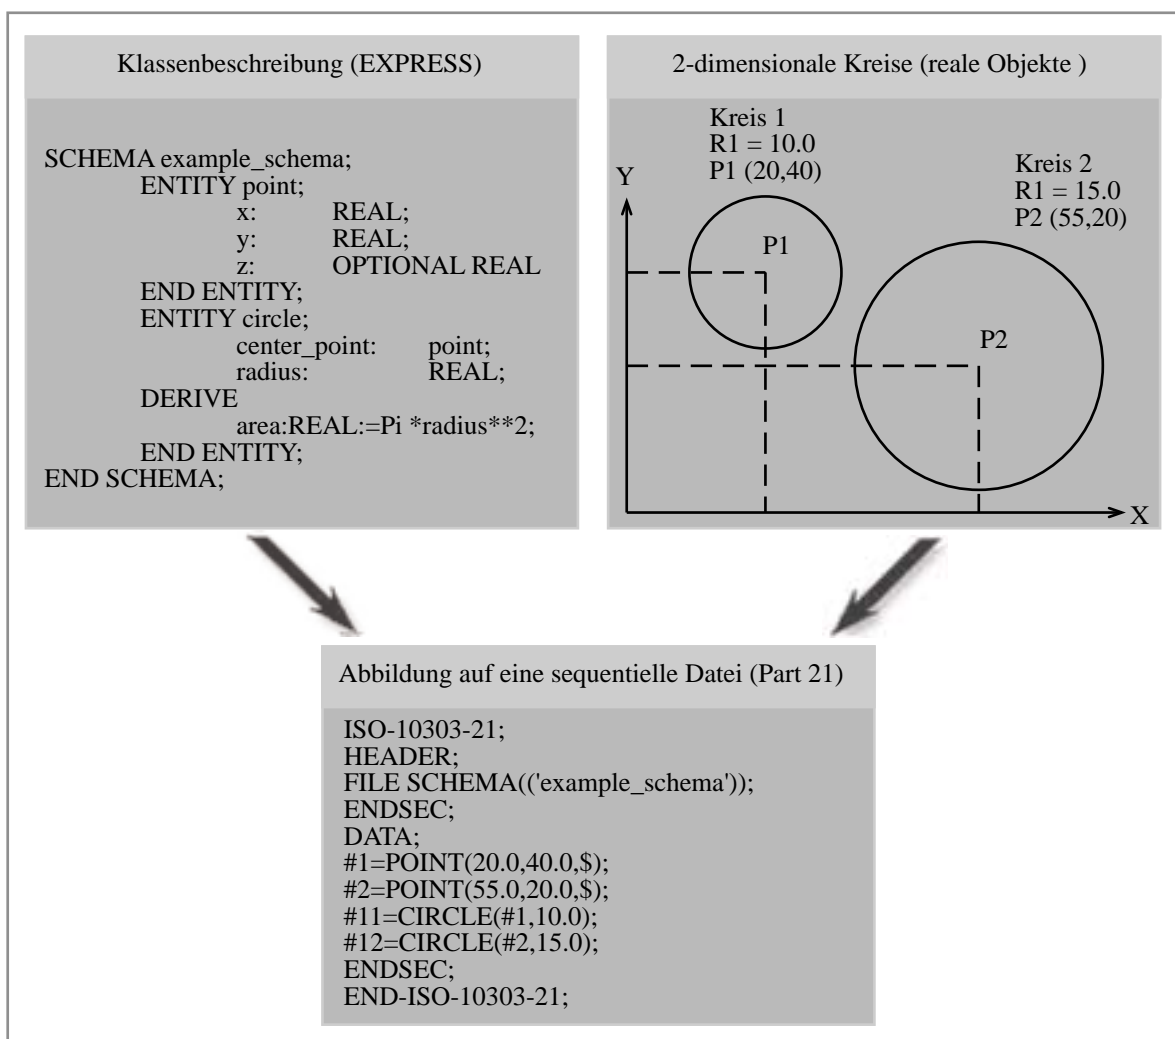 Klassenbeschreibung (EXPRESS)
SCHEMA example_schema;
ENTITY point;
x: REAL;
y: REAL;
z: OPTIONAL REAL
END ENTITY;
ENTITY circle;
center_point: point;
radius: REAL;
DERIVE
area:REAL:=Pi *radius**2;
END ENTITY;
END SCHEMA;
2-dimensionale Kreise (reale Objekte )
Kreis 1
R1 = 10.0
P1 (20,40)
Kreis 2
R1 = 15.0
P2 (55,20)
Y
P1
P2
X
Abbildung auf eine sequentielle Datei (Part 21)
ISO-10303-21;
HEADER;
FILE SCHEMA(('example_schema'));
ENDSEC;
DATA;
#1=POINT(20.0,40.0,$);
#2=POINT(55.0,20.0,$);
#11=CIRCLE(#1,10.0);
#12=CIRCLE(#2,15.0);
ENDSEC;
END-ISO-10303-21;